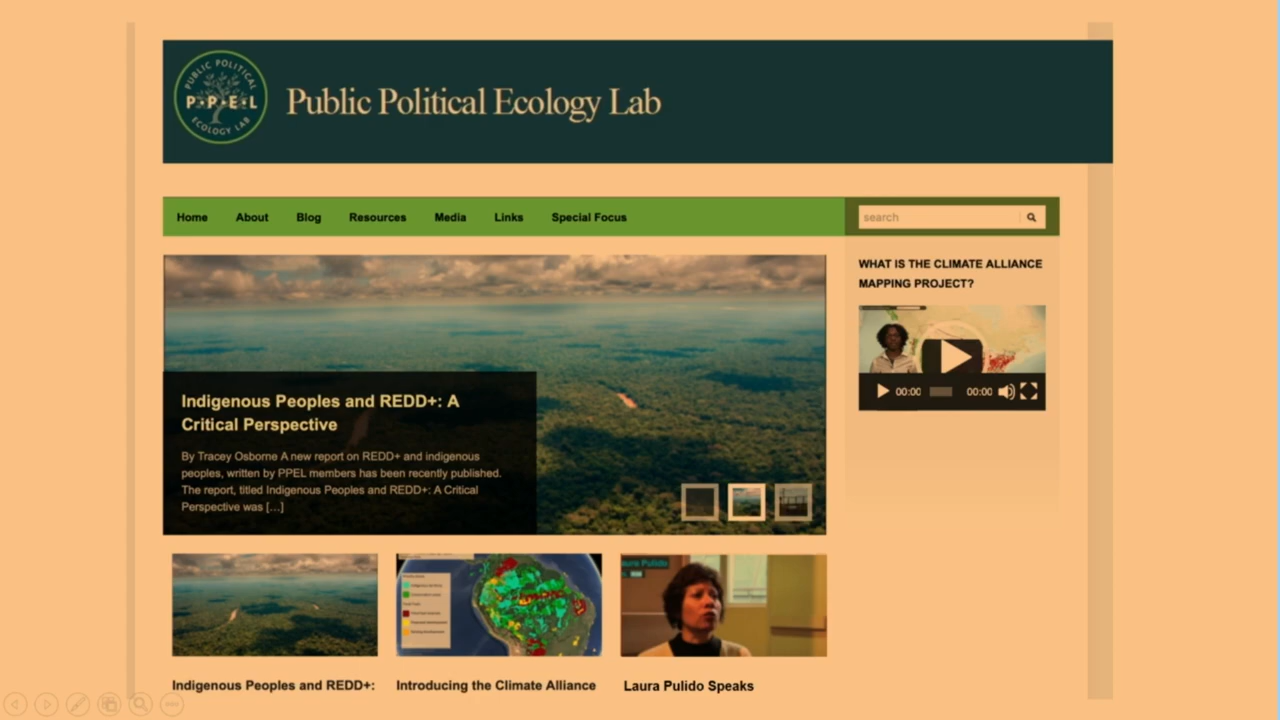 PUBLIC POLITICAL
P•P•E•L
ECOLOGY LAB
Public Political Ecology Lab
Home About Blog Resources Media Links Special Focus
search
WHAT IS THE CLIMATE ALLIANCE
MAPPING PROJECT?
00:00 00:00
Indigenous Peoples and REDD+: A
Critical Perspective
By Tracey Osborne A new report on REDD+ and indigenous
peoples, written by PPEL members has been recently published.
The report, titled Indigenous Peoples and REDD+: A Critical
Perspective was [...]
Laura Pulido
Indigenous Peoples and REDD+:
Introducing the Climate Alliance
Laura Pulido Speaks